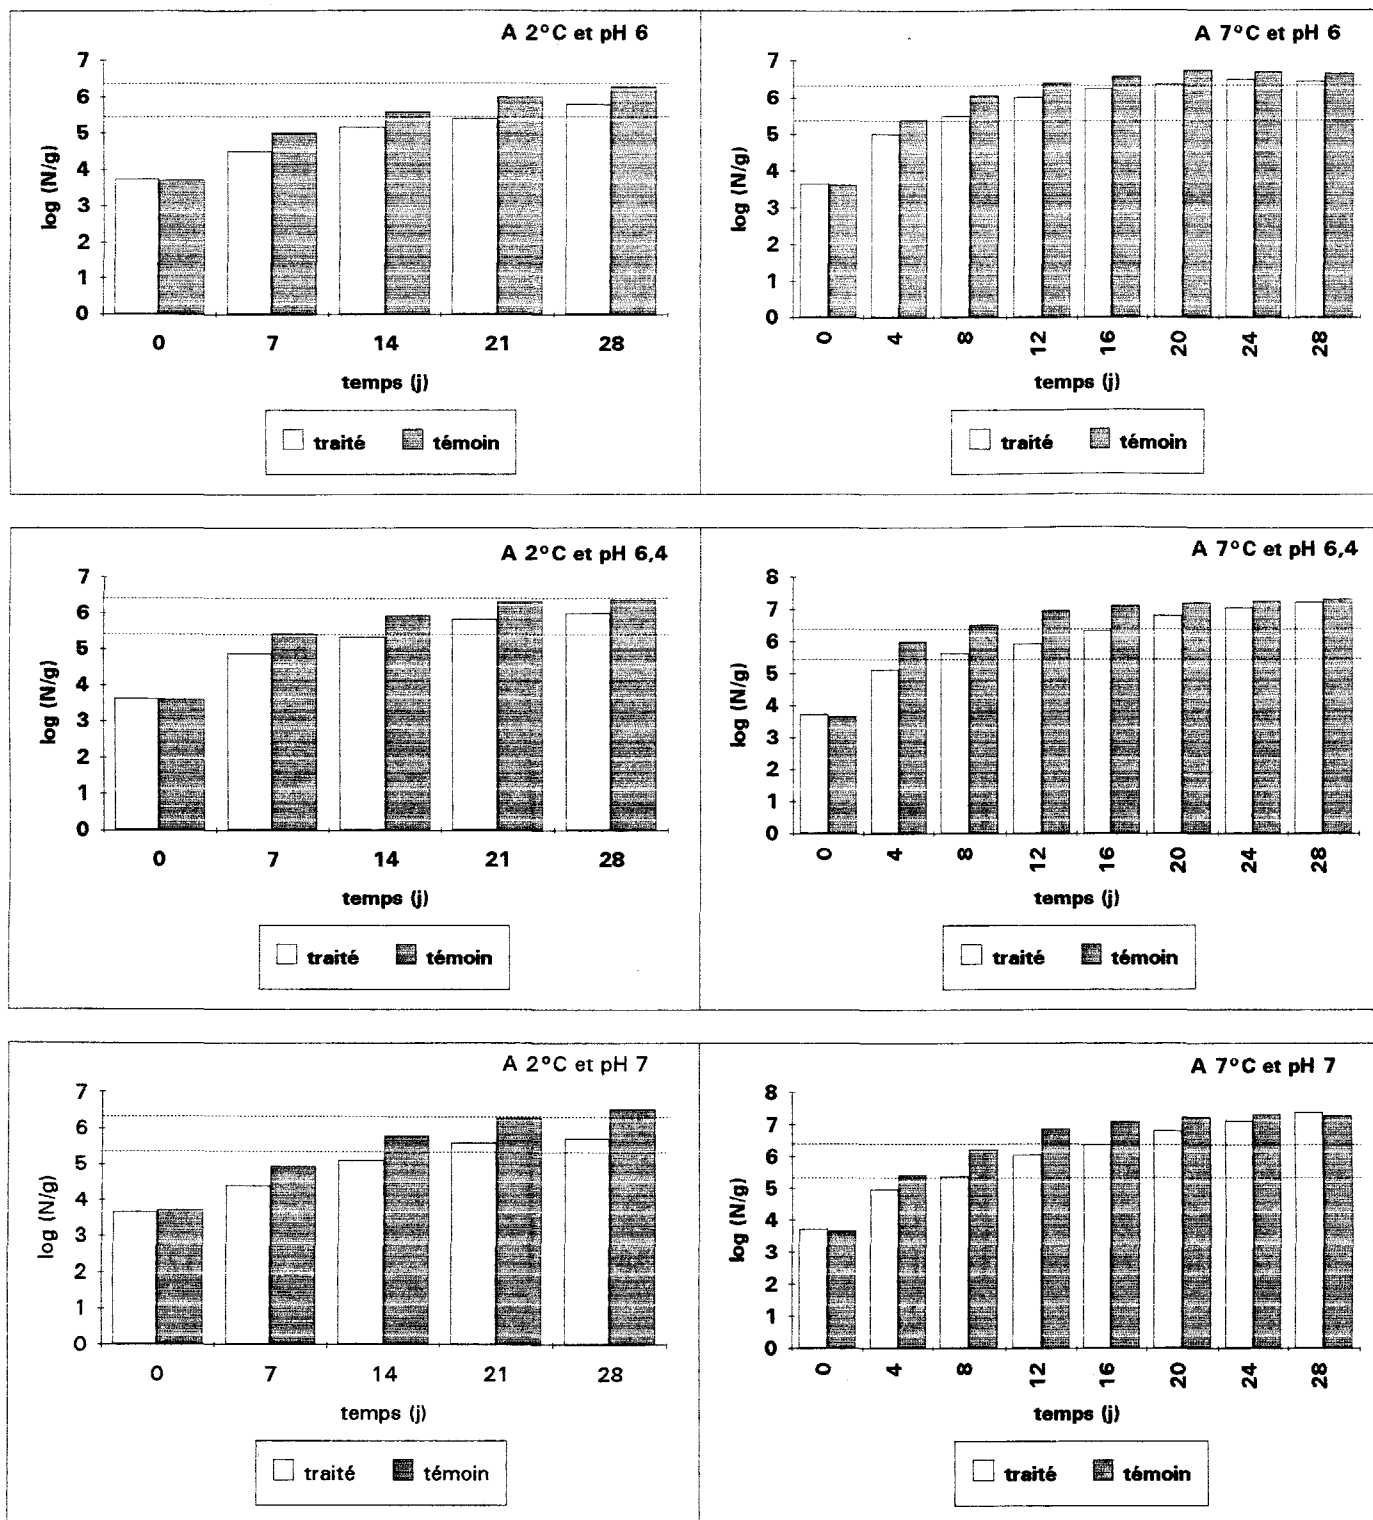 A 2°C et pH 6
7
6
5
4
3
2
1
0
log (N/g)
0 7 14 21 28
temps (j)
traité témoin
A 7°C et pH 6
7
6
5
4
3
2
1
0
log (N/g)
0 4 8 12 16 20 24 28
temps (j)
traité témoin
A 2°C et pH 6,4
7
6
5
4
3
2
1
0
log (N/g)
0 7 14 21 28
temps (j)
traité témoin
A 7°C et pH 6,4
8
7
6
5
4
3
2
1
0
log (N/g)
0 4 8 12 16 20 24 28
temps (j)
traité témoin
A 2°C et pH 7
7
6
5
4
3
2
1
0
log (N/g)
0 7 14 21 28
temps (j)
traité témoin
A 7°C et pH 7
8
7
6
5
4
3
2
1
0
log (N/g)
0 4 8 12 16 20 24 28
temps (j)
traité témoin